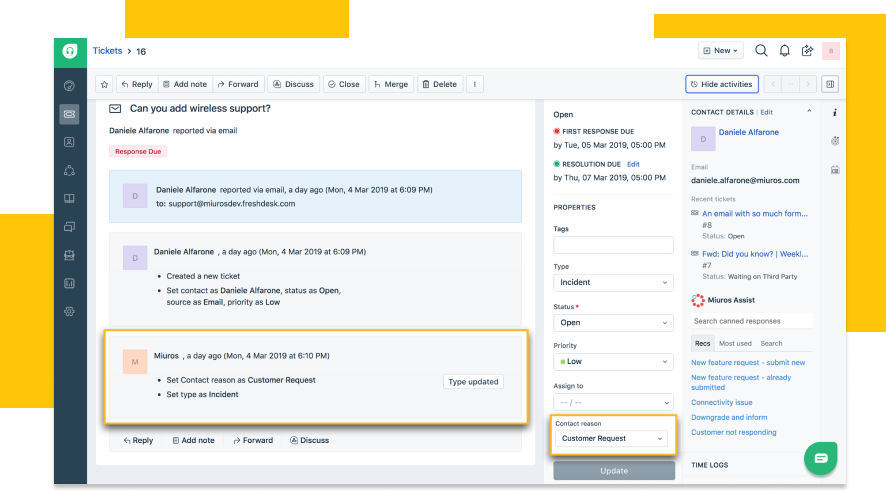 Tickets > 16
New
B
Reply
Add note
Forward
Discuss
Close
Merge
Delete
Hide activities
Can you add wireless support?
Daniele Alfarone reported via email
Response Due
D
Daniele Alfarone reported via email, a day ago (Mon, 4 Mar 2019 at 6:09 PM)
to: support@miurosdev.freshdesk.com
D
Daniele Alfarone , a day ago (Mon, 4 Mar 2019 at 6:09 PM)
• Created a new ticket
• Set contact as Daniele Alfarone, status as Open,
source as Email, priority as Low
M
Miuros , a day ago (Mon, 4 Mar 2019 at 6:10 PM)
• Set Contact reason as Customer Request
• Set type as Incident
Type updated
Reply
Add note
Forward
Discuss
Open
FIRST RESPONSE DUE
by Tue, 05 Mar 2019, 05:00 PM
RESOLUTION DUE Edit
by Thu, 07 Mar 2019, 05:00 PM
PROPERTIES
Tags
Type
Incident
Status *
Open
Priority
Low
Assign to
-- / --
Contact reason
Customer Request
Update
CONTACT DETAILS | Edit
D
Daniele Alfarone
Email
daniele.alfarone@miuros.com
Recent tickets
An email with so much form...
#8
Status: Open
Fwd: Did you know? | Weekl...
#7
Status: Waiting on Third Party
Miuros Assist
Search canned responses
Recs Most used Search
New feature request - submit new
New feature request - already
submitted
Connectivity issue
Downgrade and inform
Customer not responding
TIME LOGS
i